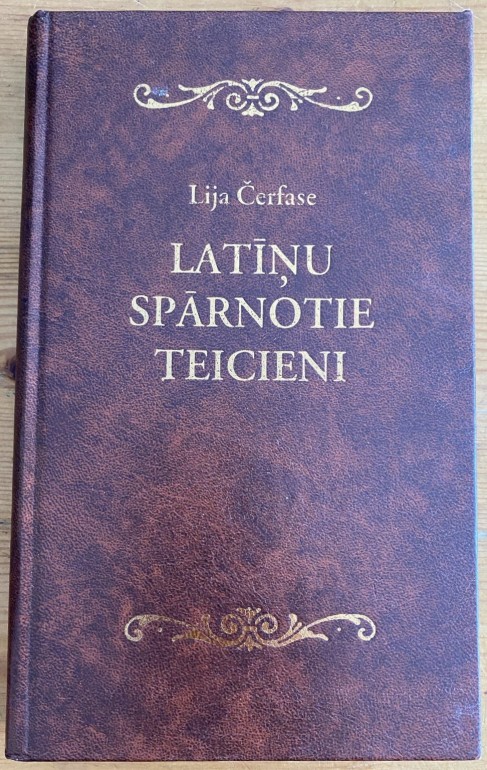 Lija Čerfase
LATĪŅU
SPĀRNOTIE
TEICIENI